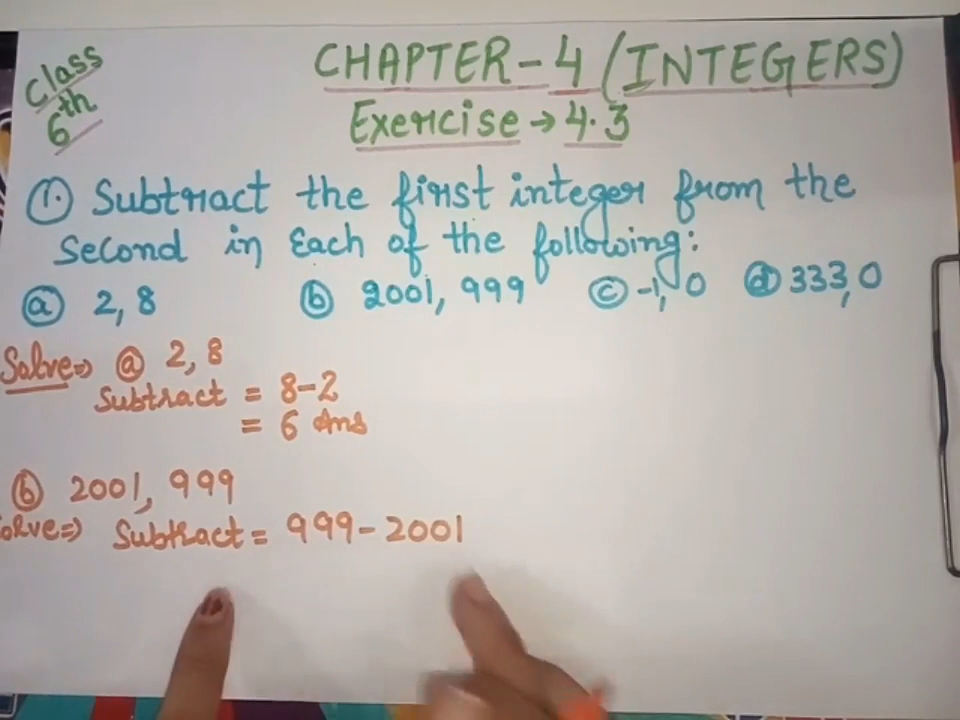 Class 6th
CHAPTER-4 (INTEGERS)
Exercise → 4.3
① Subtract the first integer from the
second in Each of the following:
ⓐ 2, 8 ⓑ 2001, 999 ⓒ -1, 0 ⓓ 333, 0
Solve⇒ ⓐ 2, 8
Subtract = 8-2
= 6 Ans
ⓑ 2001, 999
Solve⇒ Subtract = 999-2001